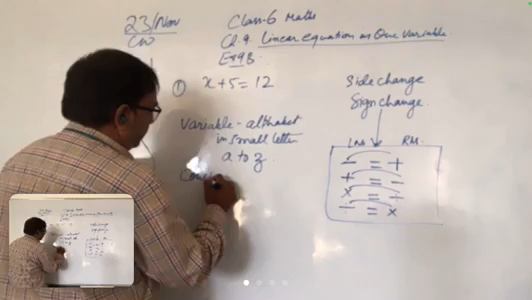 23/Nov
CW
Class-6 Maths
Ch.9 Linear equation in One variable
Ex 9B
① x+5=12
Variable - alphabet
in small letter
a to z
Side change
Sign change
LHS RH
- = +
+ = -
× = ÷
÷ = ×